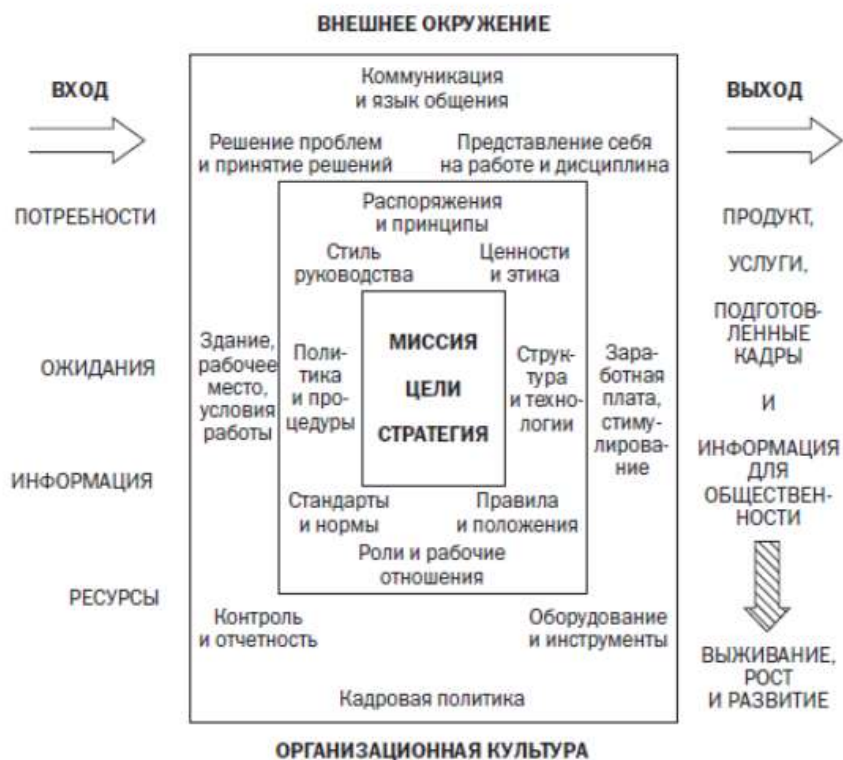 ВНЕШНЕЕ ОКРУЖЕНИЕ
ВХОД
ПОТРЕБНОСТИ
ОЖИДАНИЯ
ИНФОРМАЦИЯ
РЕСУРСЫ
Коммуникация
и язык общения
Решение проблем
и принятие решений
Представление себя
на работе и дисциплина
Распоряжения
и принципы
Стиль
руководства
Ценности
и этика
Здание,
рабочее
место,
условия
работы
Поли-
тика
и про-
цедуры
МИССИЯ
ЦЕЛИ
СТРАТЕГИЯ
Струк-
тура
и техно-
логии
Зара-
ботная
плата,
стиму-
лирова-
ние
Стандарты
и нормы
Правила
и положения
Роли и рабочие
отношения
Контроль
и отчетность
Оборудование
и инструменты
Кадровая политика
ВЫХОД
ПРОДУКТ,
УСЛУГИ,
ПОДГОТОВ-
ЛЕННЫЕ
КАДРЫ
И
ИНФОРМАЦИЯ
ДЛЯ
ОБЩЕСТВЕН-
НОСТИ
ВЫЖИВАНИЕ,
РОСТ
И РАЗВИТИЕ
ОРГАНИЗАЦИОННАЯ КУЛЬТУРА